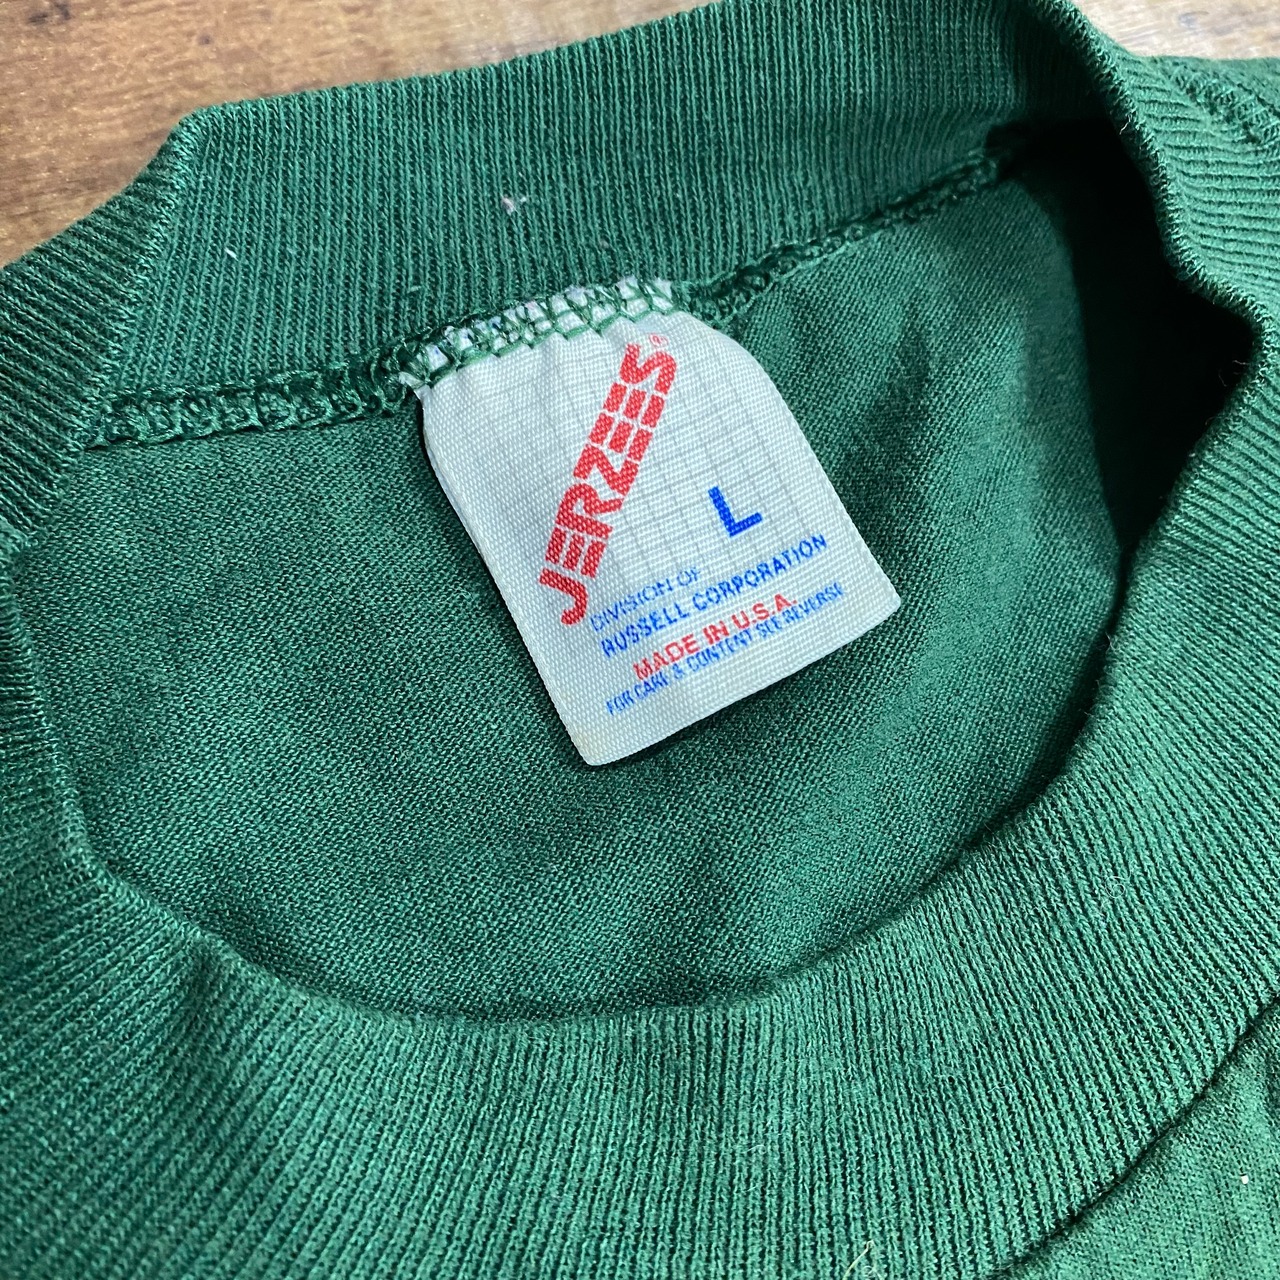 JERZEES®
L
DIVISION OF
RUSSELL CORPORATION
MADE IN U.S.A.
FOR CARE & CONTENT SEE REVERSE